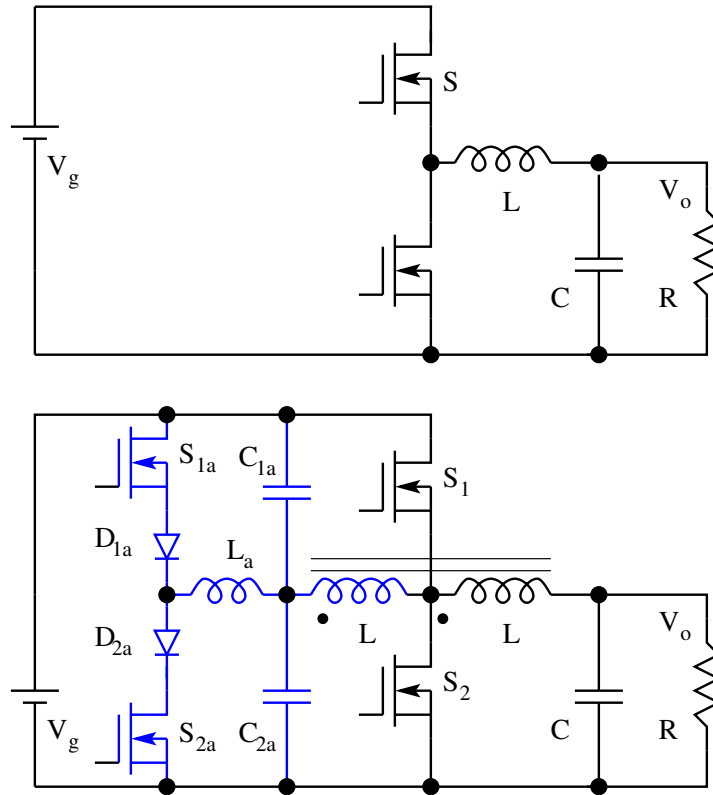 S
V_g
L
V_o
C
R
S_1a
C_1a
S_1
D_1a
L_a
V_o
D_2a
L
L
S_2
V_g
S_2a
C_2a
C
R